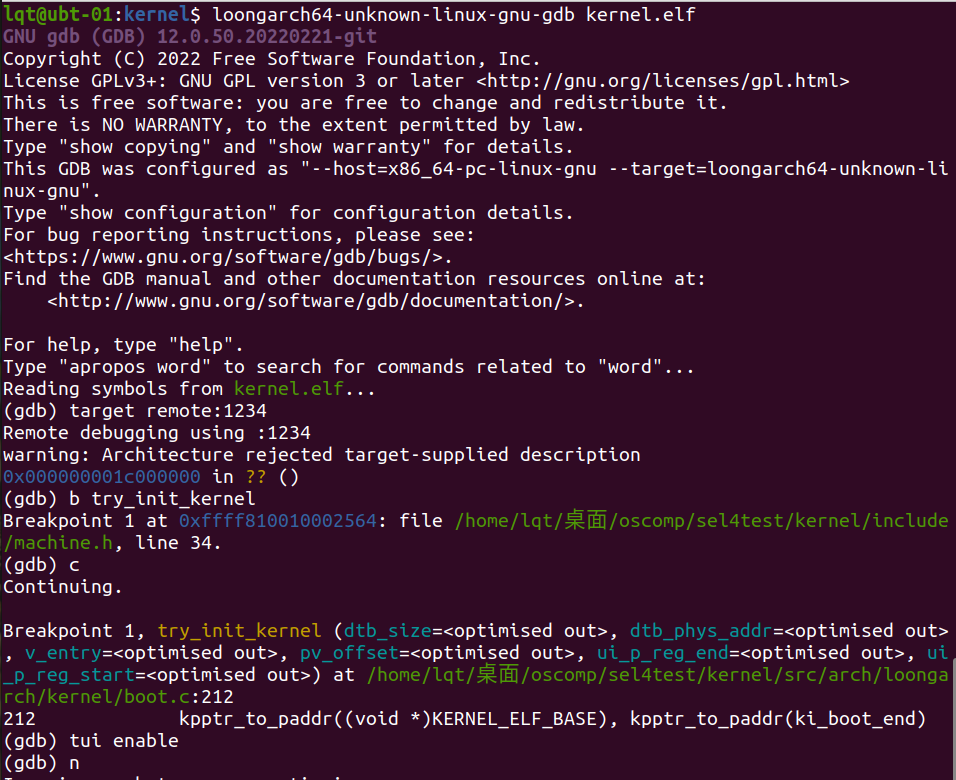 lqt@ubt-01:kernel$ loongarch64-unknown-linux-gnu-gdb kernel.elf
GNU gdb (GDB) 12.0.50.20220221-git
Copyright (C) 2022 Free Software Foundation, Inc.
License GPLv3+: GNU GPL version 3 or later <http://gnu.org/licenses/gpl.html>
This is free software: you are free to change and redistribute it.
There is NO WARRANTY, to the extent permitted by law.
Type "show copying" and "show warranty" for details.
This GDB was configured as "--host=x86_64-pc-linux-gnu --target=loongarch64-unknown-li
nux-gnu".
Type "show configuration" for configuration details.
For bug reporting instructions, please see:
<https://www.gnu.org/software/gdb/bugs/>.
Find the GDB manual and other documentation resources online at:
    <http://www.gnu.org/software/gdb/documentation/>.

For help, type "help".
Type "apropos word" to search for commands related to "word"...
Reading symbols from kernel.elf...
(gdb) target remote:1234
Remote debugging using :1234
warning: Architecture rejected target-supplied description
0x000000001c000000 in ?? ()
(gdb) b try_init_kernel
Breakpoint 1 at 0xffff810010002564: file /home/lqt/桌面/oscomp/sel4test/kernel/include
/machine.h, line 34.
(gdb) c
Continuing.

Breakpoint 1, try_init_kernel (dtb_size=<optimised out>, dtb_phys_addr=<optimised out>
, v_entry=<optimised out>, pv_offset=<optimised out>, ui_p_reg_end=<optimised out>, ui
_p_reg_start=<optimised out>) at /home/lqt/桌面/oscomp/sel4test/kernel/src/arch/loonga
rch/kernel/boot.c:212
212             kpptr_to_paddr((void *)KERNEL_ELF_BASE), kpptr_to_paddr(ki_boot_end)
(gdb) tui enable
(gdb) n